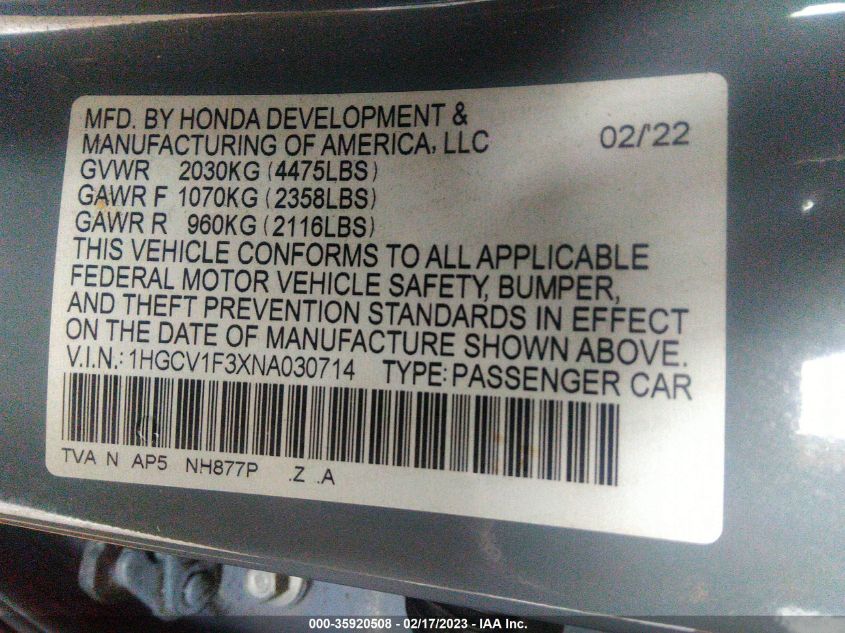 MFD. BY HONDA DEVELOPMENT &
MANUFACTURING OF AMERICA, LLC 02/'22
GVWR 2030KG (4475LBS)
GAWR F 1070KG (2358LBS)
GAWR R 960KG (2116LBS)
THIS VEHICLE CONFORMS TO ALL APPLICABLE
FEDERAL MOTOR VEHICLE SAFETY, BUMPER,
AND THEFT PREVENTION STANDARDS IN EFFECT
ON THE DATE OF MANUFACTURE SHOWN ABOVE.
V.I.N.: 1HGCV1F3XNA030714 TYPE: PASSENGER CAR
TVA N AP5 NH877P .Z .A
000-35920508 - 02/17/2023 - IAA Inc.